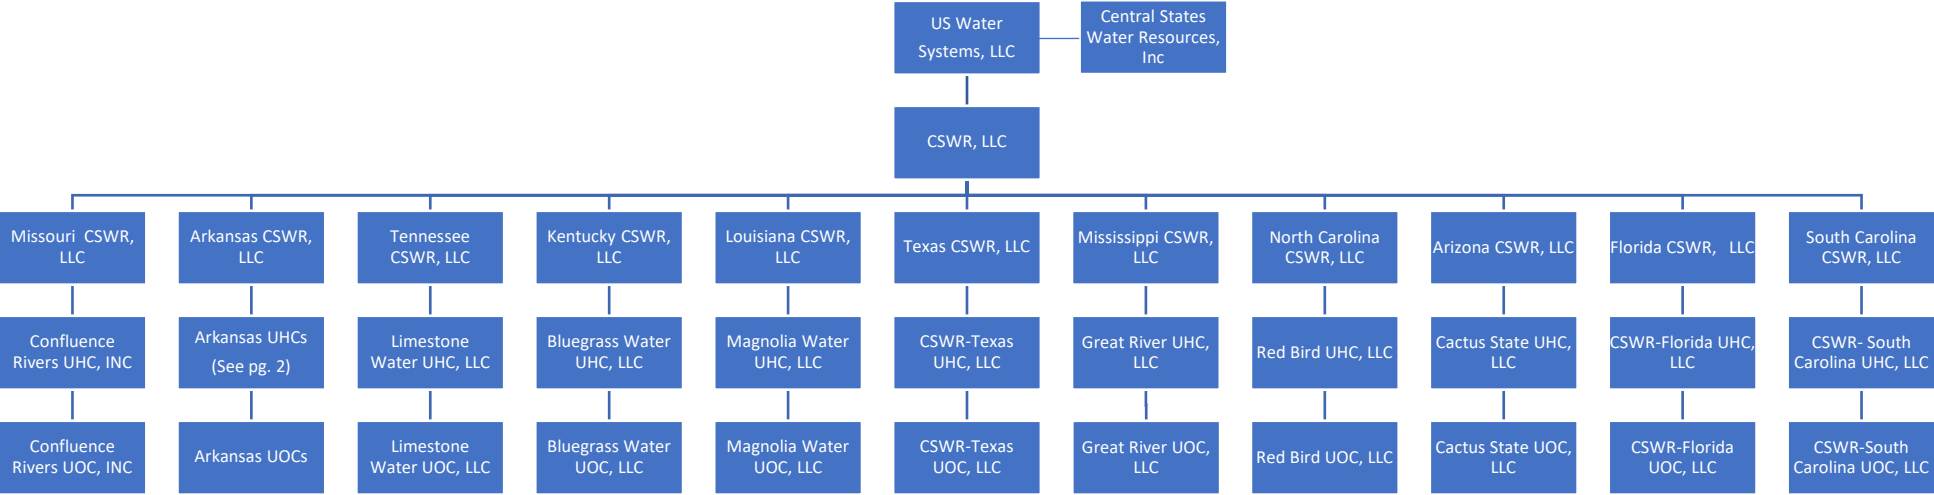 US Water
Systems, LLC
Central States
Water Resources,
Inc
CSWR, LLC
Missouri CSWR,
LLC
Arkansas CSWR,
LLC
Tennessee
CSWR, LLC
Kentucky CSWR,
LLC
Louisiana CSWR,
LLC
Texas CSWR, LLC
Mississippi CSWR,
LLC
North Carolina
CSWR, LLC
Arizona CSWR, LLC
Florida CSWR, LLC
South Carolina
CSWR, LLC
Confluence
Rivers UHC, INC
Arkansas UHCs
(See pg. 2)
Limestone
Water UHC, LLC
Bluegrass Water
UHC, LLC
Magnolia Water
UHC, LLC
CSWR-Texas
UHC, LLC
Great River UHC,
LLC
Red Bird UHC, LLC
Cactus State UHC,
LLC
CSWR-Florida UHC,
LLC
CSWR- South
Carolina UHC, LLC
Confluence
Rivers UOC, INC
Arkansas UOCs
Limestone
Water UOC, LLC
Bluegrass Water
UOC, LLC
Magnolia Water
UOC, LLC
CSWR-Texas
UOC, LLC
Great River UOC,
LLC
Red Bird UOC, LLC
Cactus State UOC,
LLC
CSWR-Florida
UOC, LLC
CSWR-South
Carolina UOC, LLC